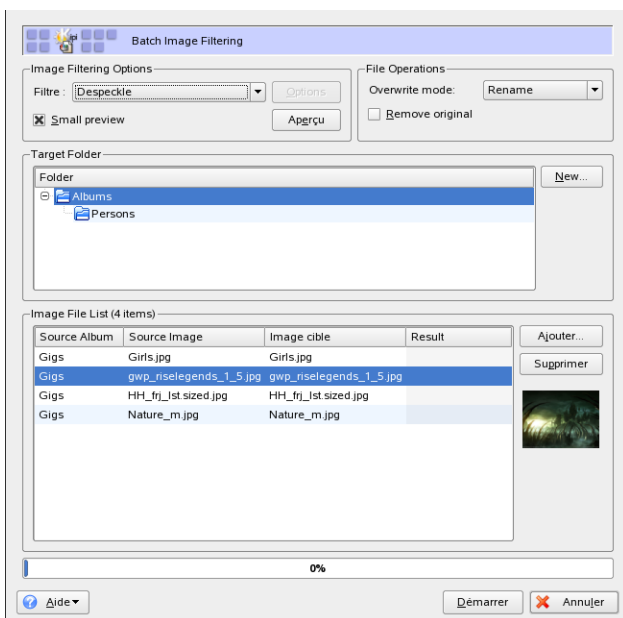 Batch Image Filtering
Image Filtering Options
Filtre : Despeckle
Options
Small preview
Aperçu
File Operations
Overwrite mode: Rename
Remove original
Target Folder
Folder
New...
Albums
Persons
Image File List (4 items)
Source Album Source Image Image cible Result
Gigs Girls.jpg Girls.jpg
Gigs gwp_riselegends_1_5.jpg gwp_riselegends_1_5.jpg
Gigs HH_frj_lst.sized.jpg HH_frj_lst.sized.jpg
Gigs Nature_m.jpg Nature_m.jpg
Ajouter...
Supprimer
0%
Aide
Démarrer
Annuler